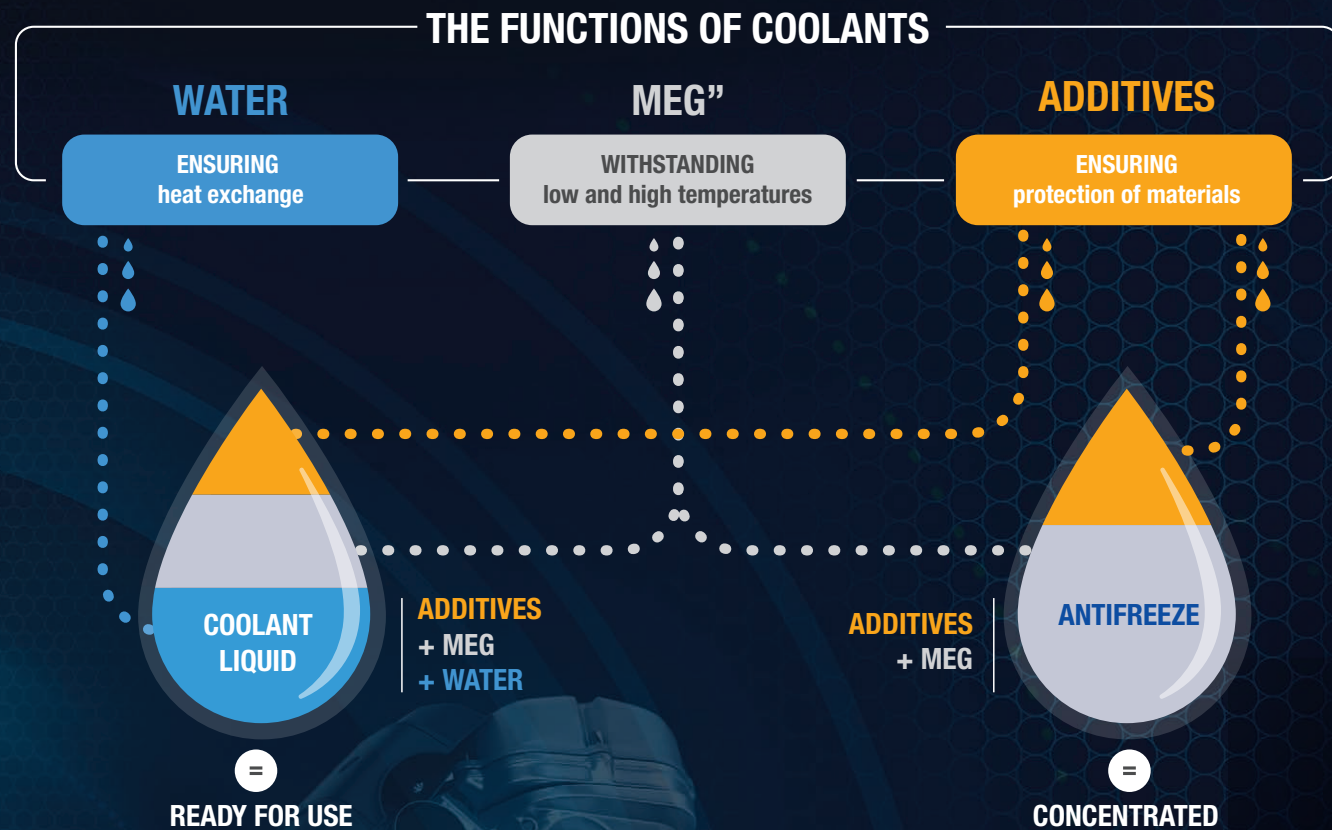 THE FUNCTIONS OF COOLANTS
WATER
ENSURING
heat exchange
MEG”
WITHSTANDING
low and high temperatures
ADDITIVES
ENSURING
protection of materials
COOLANT
LIQUID
ADDITIVES
+ MEG
+ WATER
=
READY FOR USE
ADDITIVES
+ MEG
ANTIFREEZE
=
CONCENTRATED